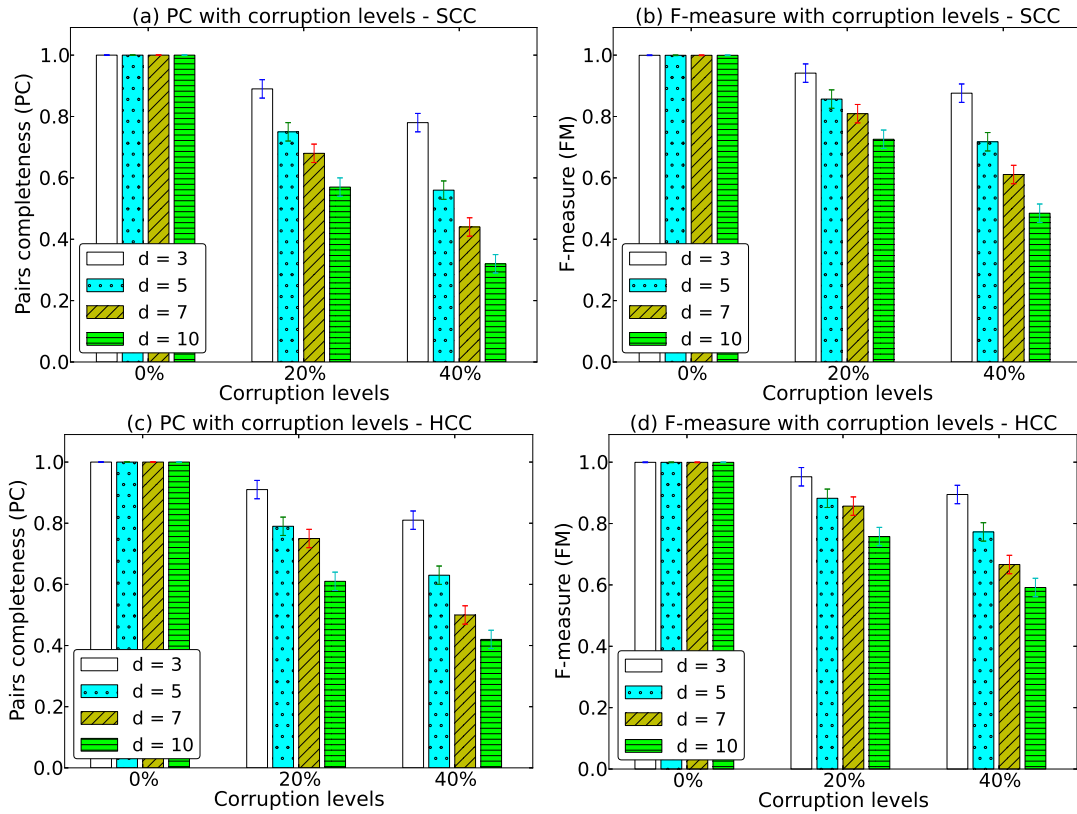 (a) PC with corruption levels - SCC
Pairs completeness (PC)
1.0
0.8
0.6
0.4
0.2
0.0
d = 3
d = 5
d = 7
d = 10
0%
20%
40%
Corruption levels
(b) F-measure with corruption levels - SCC
F-measure (FM)
1.0
0.8
0.6
0.4
0.2
0.0
d = 3
d = 5
d = 7
d = 10
0%
20%
40%
Corruption levels
(c) PC with corruption levels - HCC
Pairs completeness (PC)
1.0
0.8
0.6
0.4
0.2
0.0
d = 3
d = 5
d = 7
d = 10
0%
20%
40%
Corruption levels
(d) F-measure with corruption levels - HCC
F-measure (FM)
1.0
0.8
0.6
0.4
0.2
0.0
d = 3
d = 5
d = 7
d = 10
0%
20%
40%
Corruption levels